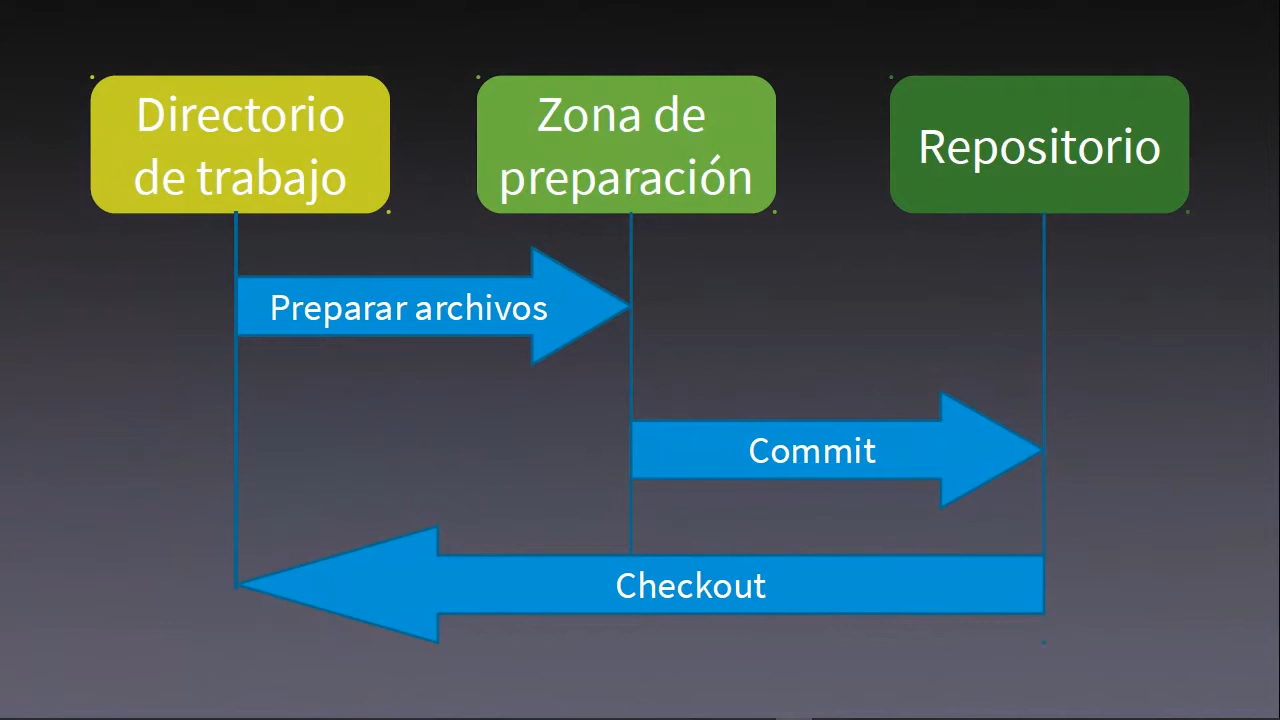 Directorio
de trabajo
Zona de
preparación
Repositorio
Preparar archivos
Commit
Checkout